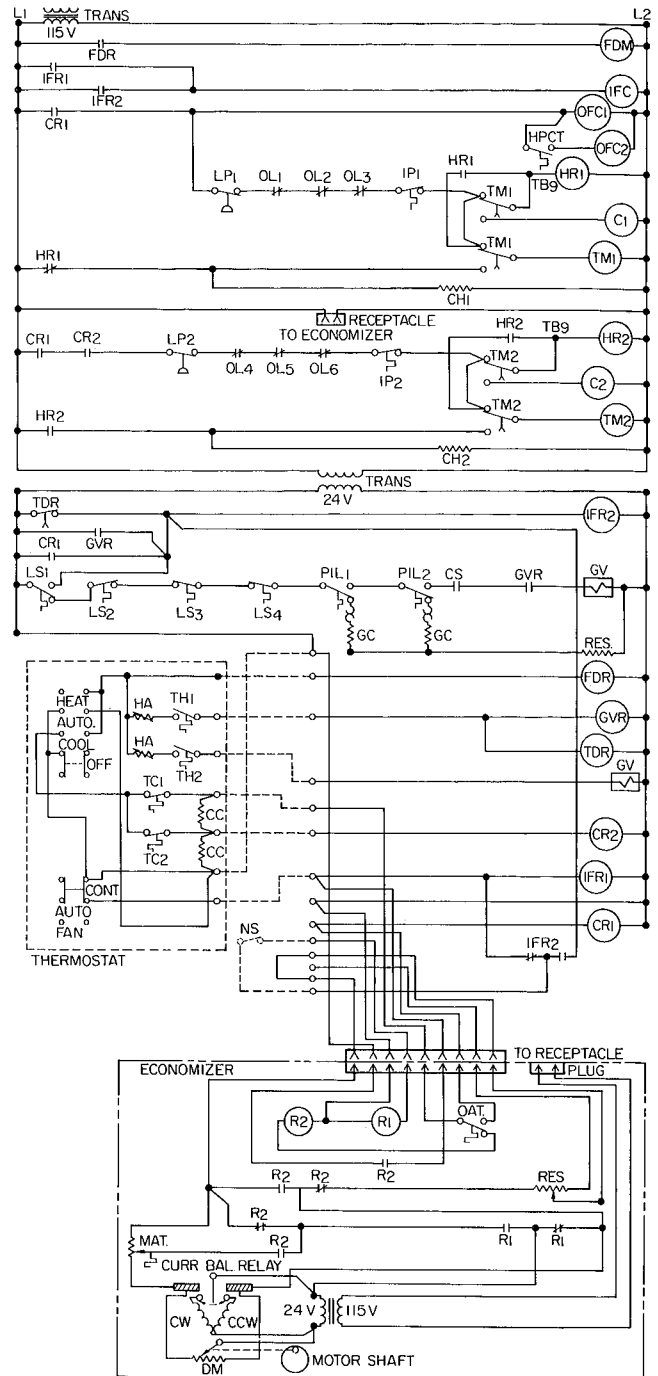 L1 TRANS L2
115V
FDR FDM
IFR1
IFR2 IFC
CR1 OFC1
HPCT OFC2
LP1 OL1 OL2 OL3 IP1 HR1 TM1 TB9 HR1
C1
TM1 TM1
HR1
CH1
RECEPTACLE
TO ECONOMIZER
CR1 CR2 LP2 HR2 TB9 HR2
OL4 OL5 OL6 IP2 TM2 C2
HR2 TM2 TM2
CH2
TRANS
24V
TDR IFR2
GVR
CR1
LS1 PIL1 PIL2 CS GVR GV
LS2 LS3 LS4
GC GC RES.
FDR
HEAT HA TH1 GVR
AUTO.
COOL HA TDR
OFF TH2 GV
TC1 CC
TC2 CC CR2
CONT IFR1
AUTO
FAN CR1
NS IFR2
THERMOSTAT
ECONOMIZER TO RECEPTACLE
PLUG
R2 R1 OAT.
R2
R2 R2 RES
R2 R1 R1
MAT. R2
CURR BAL. RELAY
CW CCW 24V 115V
DM MOTOR SHAFT